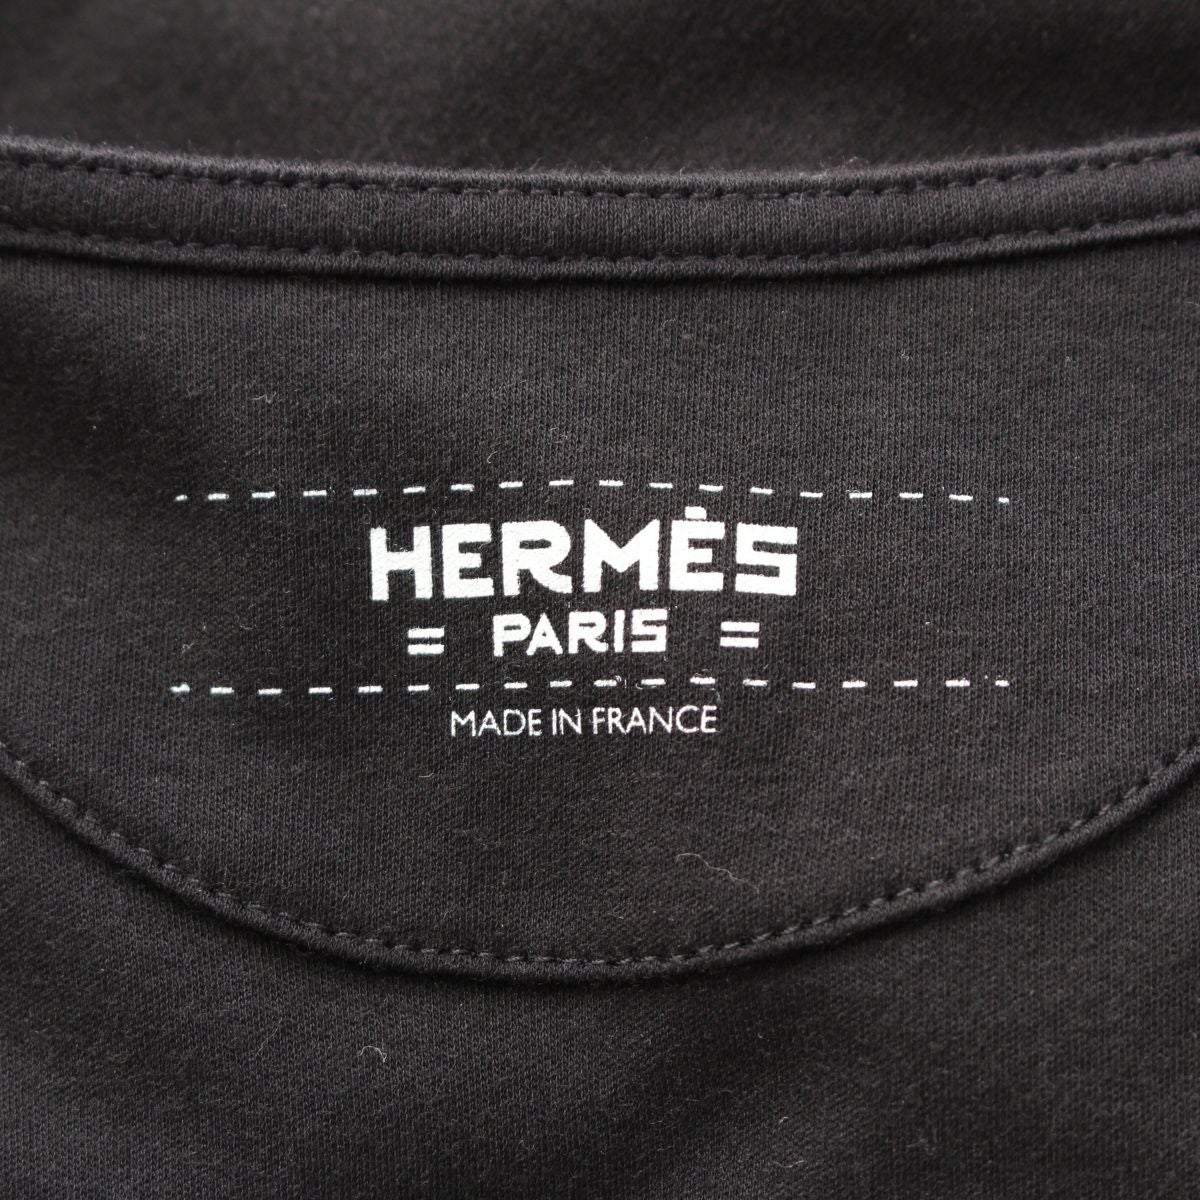 HERMÈS
= PARIS =
MADE IN FRANCE